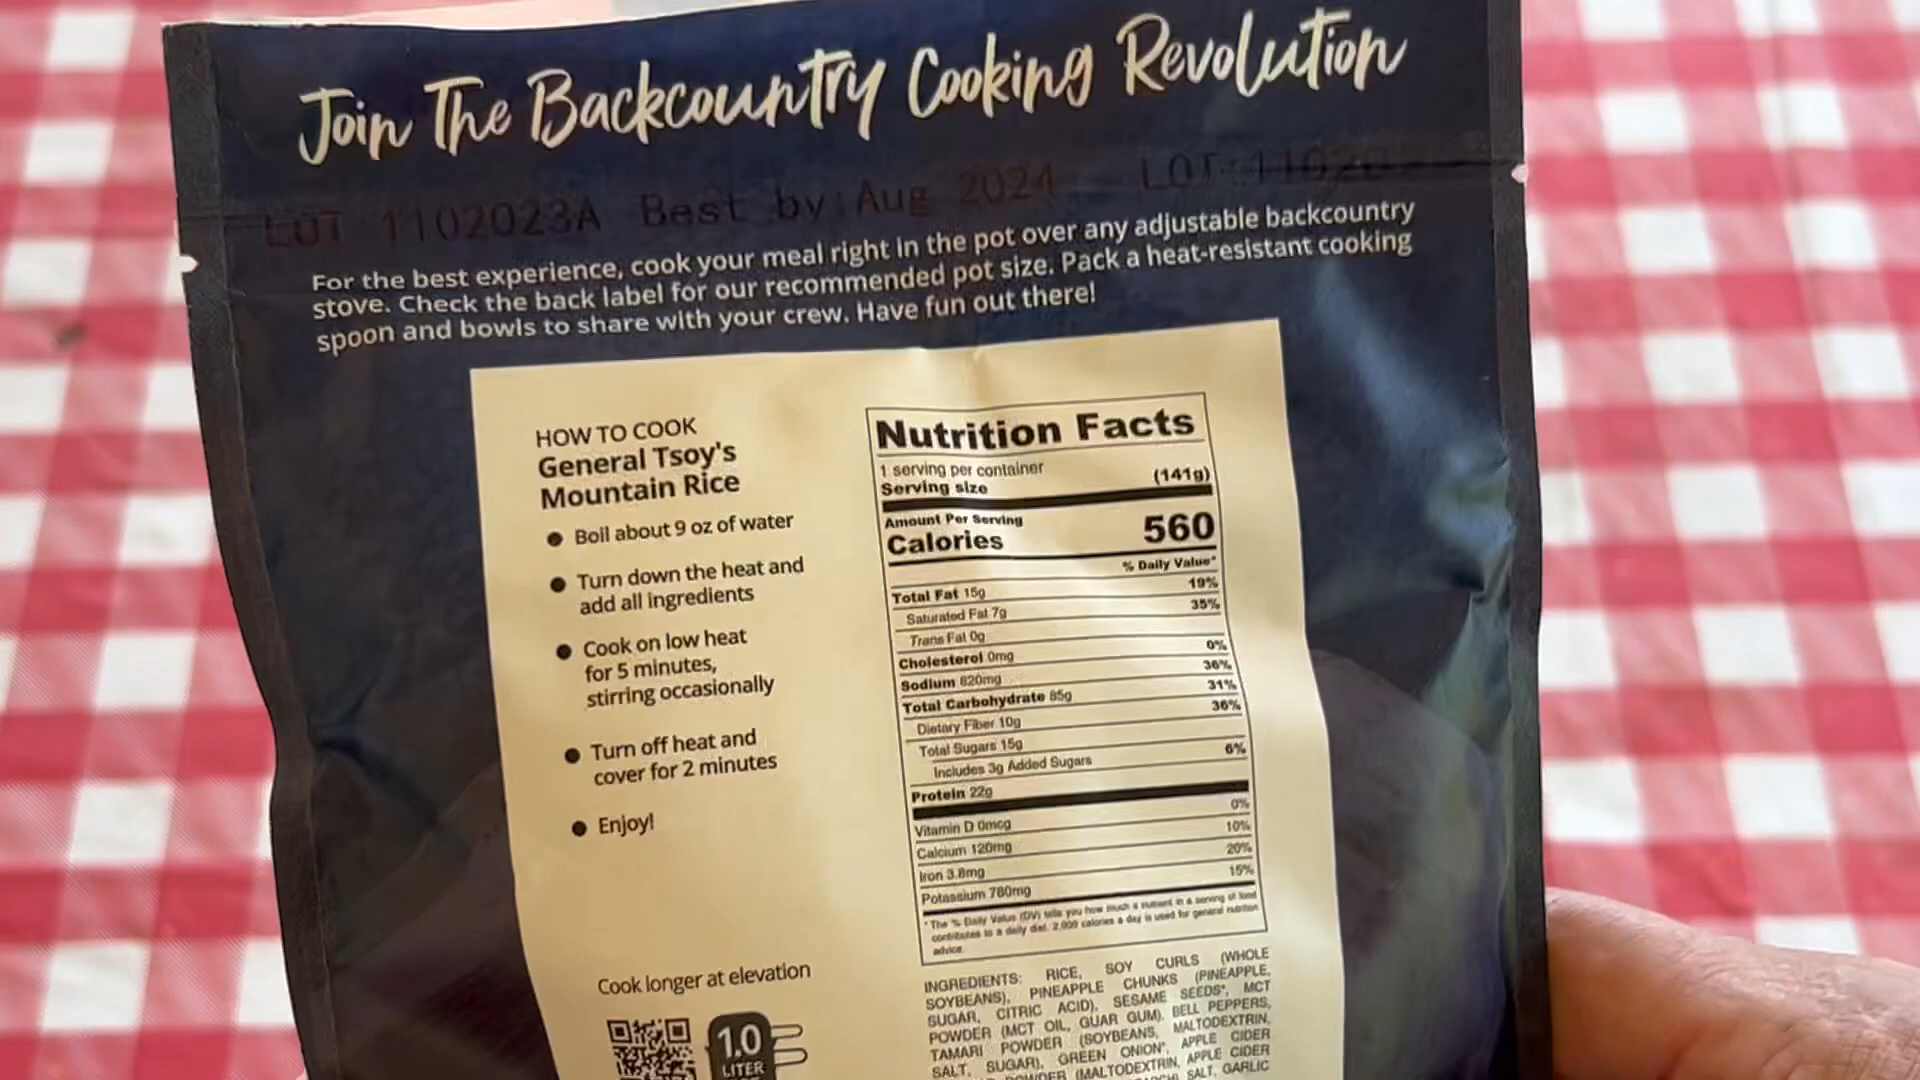 Join The Backcountry Cooking Revolution
LOT 1102023A Best by Aug 2024 LOT 11020
For the best experience, cook your meal right in the pot over any adjustable backcountry
stove. Check the back label for our recommended pot size. Pack a heat-resistant cooking
spoon and bowls to share with your crew. Have fun out there!
HOW TO COOK
General Tsoy's
Mountain Rice
● Boil about 9 oz of water
● Turn down the heat and
add all ingredients
● Cook on low heat
for 5 minutes,
stirring occasionally
● Turn off heat and
cover for 2 minutes
● Enjoy!
Cook longer at elevation
1.0
LITER
Nutrition Facts
1 serving per container
Serving size (141g)
Amount Per Serving
Calories 560
% Daily Value*
Total Fat 15g 19%
Saturated Fat 7g 35%
Trans Fat 0g
Cholesterol 0mg 0%
Sodium 820mg 36%
Total Carbohydrate 85g 31%
Dietary Fiber 10g 36%
Total Sugars 15g
Includes 3g Added Sugars 6%
Protein 22g
Vitamin D 0mcg 0%
Calcium 120mg 10%
Iron 3.8mg 20%
Potassium 780mg 15%
* The % Daily Value (DV) tells you how much a nutrient in a serving of food
contributes to a daily diet. 2,000 calories a day is used for general nutrition
advice.
INGREDIENTS: RICE, SOY CURLS (WHOLE
SOYBEANS), PINEAPPLE CHUNKS (PINEAPPLE,
SUGAR, CITRIC ACID), SESAME SEEDS*, MCT
POWDER (MCT OIL, GUAR GUM), BELL PEPPERS,
TAMARI POWDER (SOYBEANS, MALTODEXTRIN,
SALT, SUGAR), GREEN ONION*, APPLE CIDER
POWDER (MALTODEXTRIN, APPLE CIDER
SALT, GARLIC